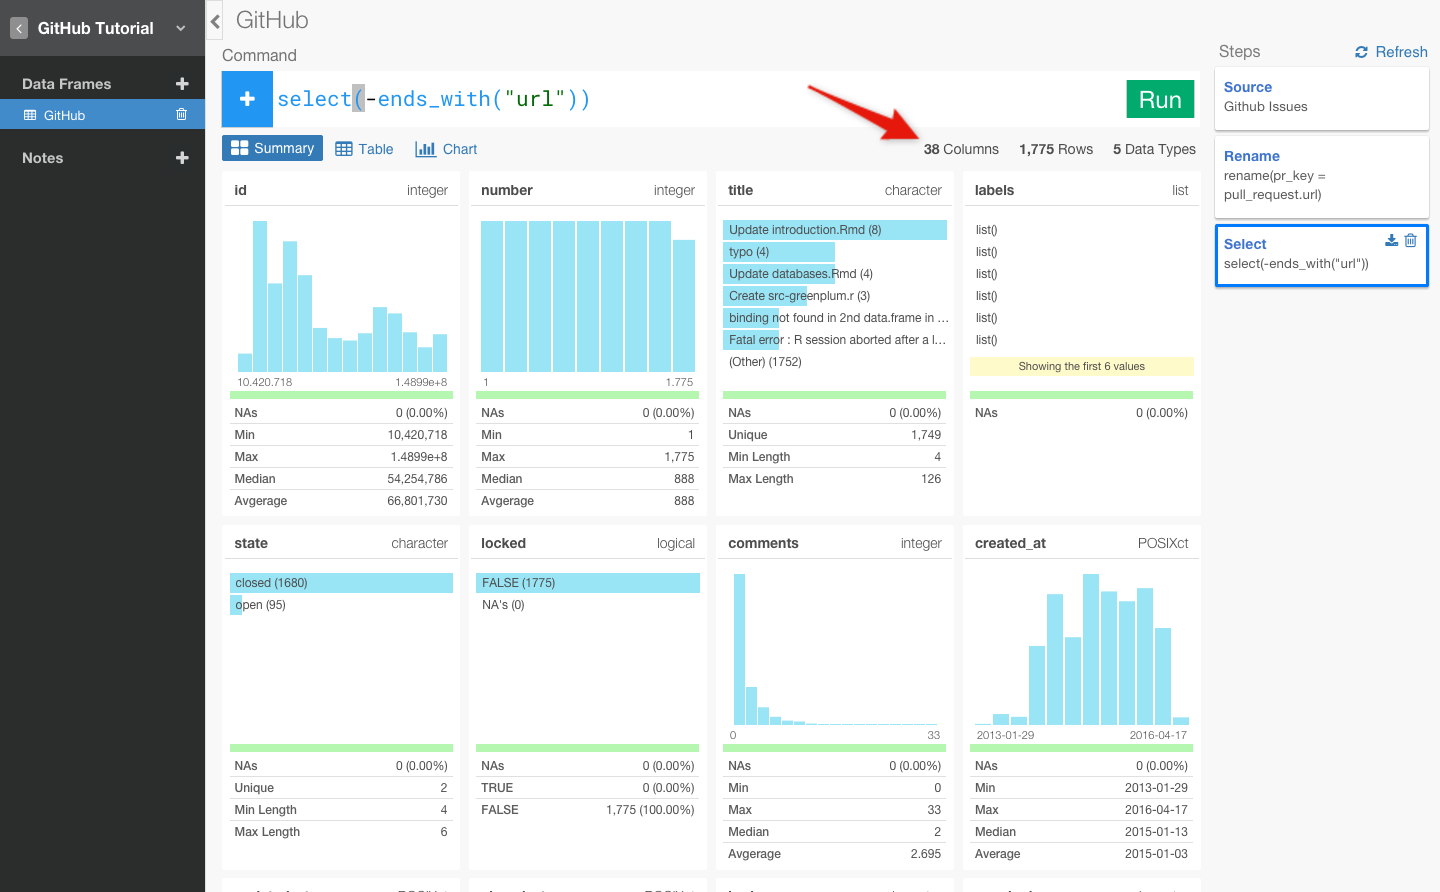 GitHub Tutorial
Data Frames
GitHub
Notes
GitHub
Command
select(-ends_with("url"))
Run
Summary
Table
Chart
38 Columns
1,775 Rows
5 Data Types
id integer
10.420.718 1.4899e+8
NAs 0 (0.00%)
Min 10,420,718
Max 1.4899e+8
Median 54,254,786
Avgerage 66,801,730
number integer
1 1.775
NAs 0 (0.00%)
Min 1
Max 1,775
Median 888
Avgerage 888
title character
Update introduction.Rmd (8)
typo (4)
Update databases.Rmd (4)
Create src-greenplum.r (3)
binding not found in 2nd data.frame in ...
Fatal error : R session aborted after a l...
(Other) (1752)
NAs 0 (0.00%)
Unique 1,749
Min Length 4
Max Length 126
labels list
list()
list()
list()
list()
list()
list()
Showing the first 6 values
NAs 0 (0.00%)
state character
closed (1680)
open (95)
NAs 0 (0.00%)
Unique 2
Min Length 4
Max Length 6
locked logical
FALSE (1775)
NA's (0)
NAs 0 (0.00%)
TRUE 0 (0.00%)
FALSE 1,775 (100.00%)
comments integer
0 33
NAs 0 (0.00%)
Min 0
Max 33
Median 2
Avgerage 2.695
created_at POSIXct
2013-01-29 2016-04-17
NAs 0 (0.00%)
Min 2013-01-29
Max 2016-04-17
Median 2015-01-13
Average 2015-01-03
Steps
Refresh
Source
Github Issues
Rename
rename(pr_key =
pull_request.url)
Select
select(-ends_with("url"))